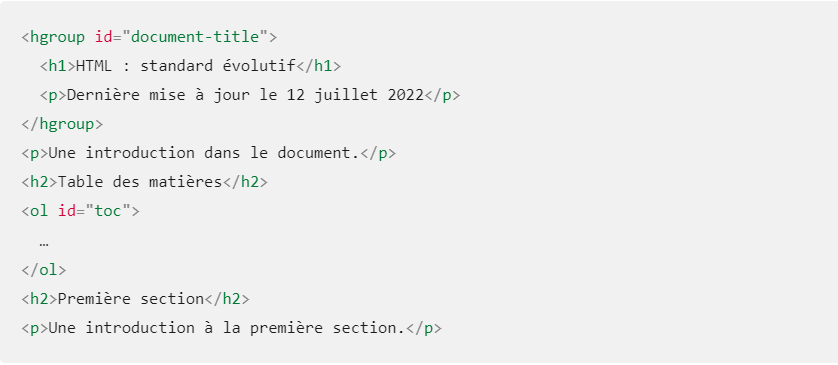 <hgroup id="document-title">
  <h1>HTML : standard évolutif</h1>
  <p>Dernière mise à jour le 12 juillet 2022</p>
</hgroup>
<p>Une introduction dans le document.</p>
<h2>Table des matières</h2>
<ol id="toc">
  …
</ol>
<h2>Première section</h2>
<p>Une introduction à la première section.</p>